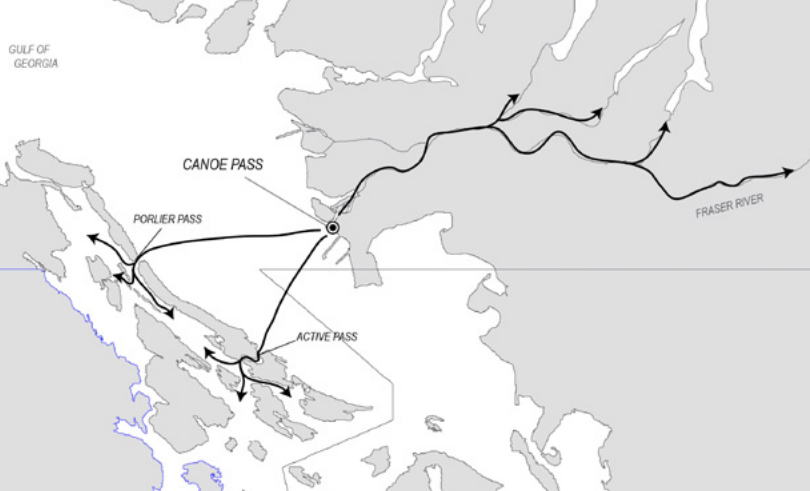 GULF OF
GEORGIA
CANOE PASS
PORLIER PASS
FRASER RIVER
ACTIVE PASS